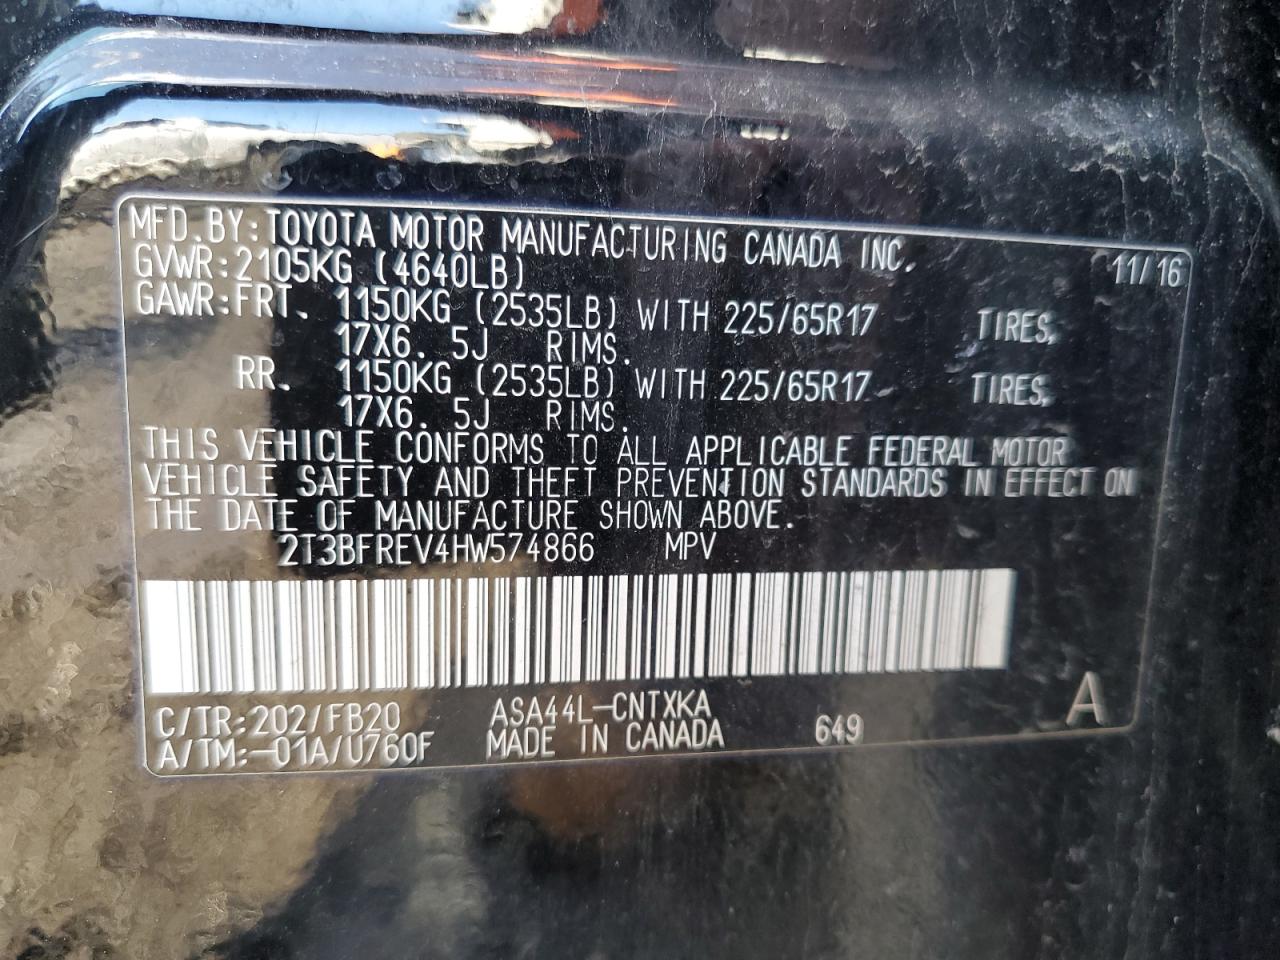 MFD.BY:TOYOTA MOTOR MANUFACTURING CANADA INC. 11/16
GVWR:2105KG (4640LB)
GAWR:FRT. 1150KG (2535LB) WITH 225/65R17 TIRES,
17X6. 5J RIMS.
RR. 1150KG (2535LB) WITH 225/65R17 TIRES,
17X6. 5J RIMS.
THIS VEHICLE CONFORMS TO ALL APPLICABLE FEDERAL MOTOR
VEHICLE SAFETY AND THEFT PREVENTION STANDARDS IN EFFECT ON
THE DATE OF MANUFACTURE SHOWN ABOVE.
2T3BFREV4HW574866 MPV
C/TR:202/FB20 ASA44L-CNTXKA A
A/TM:-01A/U760F MADE IN CANADA 649